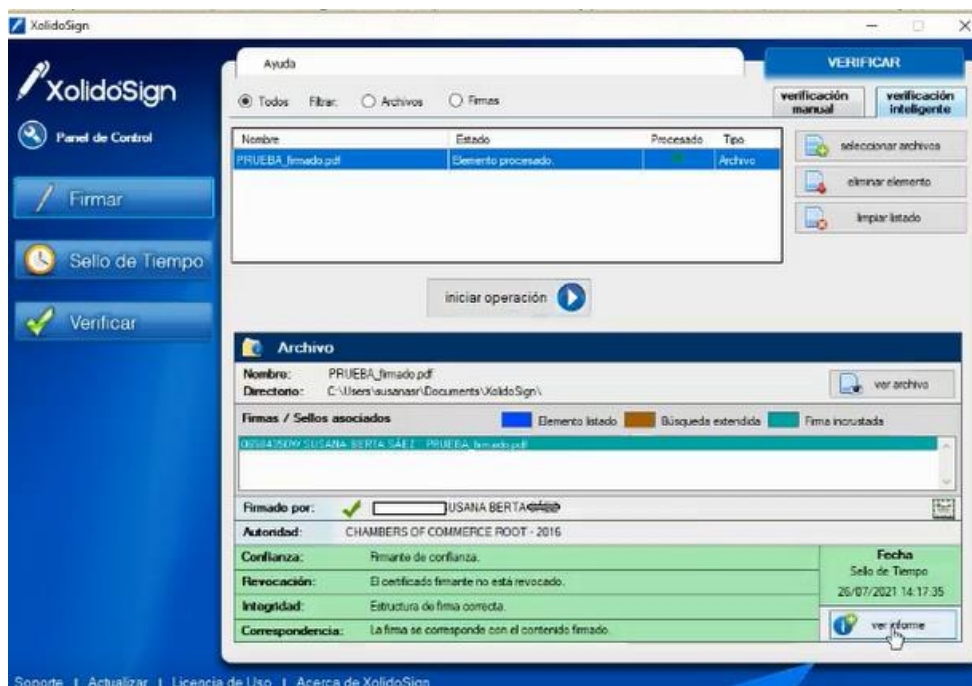 XolidoSign
XolidoSign
Panel de Control
Firmar
Sello de Tiempo
Verificar
Ayuda
VERIFICAR
Todos Filtrar: Archivos Firmas
verificación manual
verificación inteligente
Nombre Estado Procesado Tipo
PRUEBA_firmado.pdf Elemento procesado. Archivo
seleccionar archivos
eliminar elemento
limpiar listado
iniciar operación
Archivo
Nombre: PRUEBA_firmado.pdf
Directorio: C:\Users\susanasr\Documents\XolidoSign\
ver archivo
Firmas / Sellos asociados Elemento listado Búsqueda extendida Firma incrustada
SUSANA BERTA SÁEZ PRUEBA_firmado.pdf
Firmado por: USANA BERTA
Autoridad: CHAMBERS OF COMMERCE ROOT - 2016
Confianza: Firmante de confianza.
Revocación: El certificado firmante no está revocado.
Integridad: Estructura de firma correcta.
Correspondencia: La firma se corresponde con el contenido firmado.
Fecha
Sello de Tiempo
26/07/2021 14:17:35
ver informe
Soporte | Actualizar | Licencia de Uso | Acerca de XolidoSign